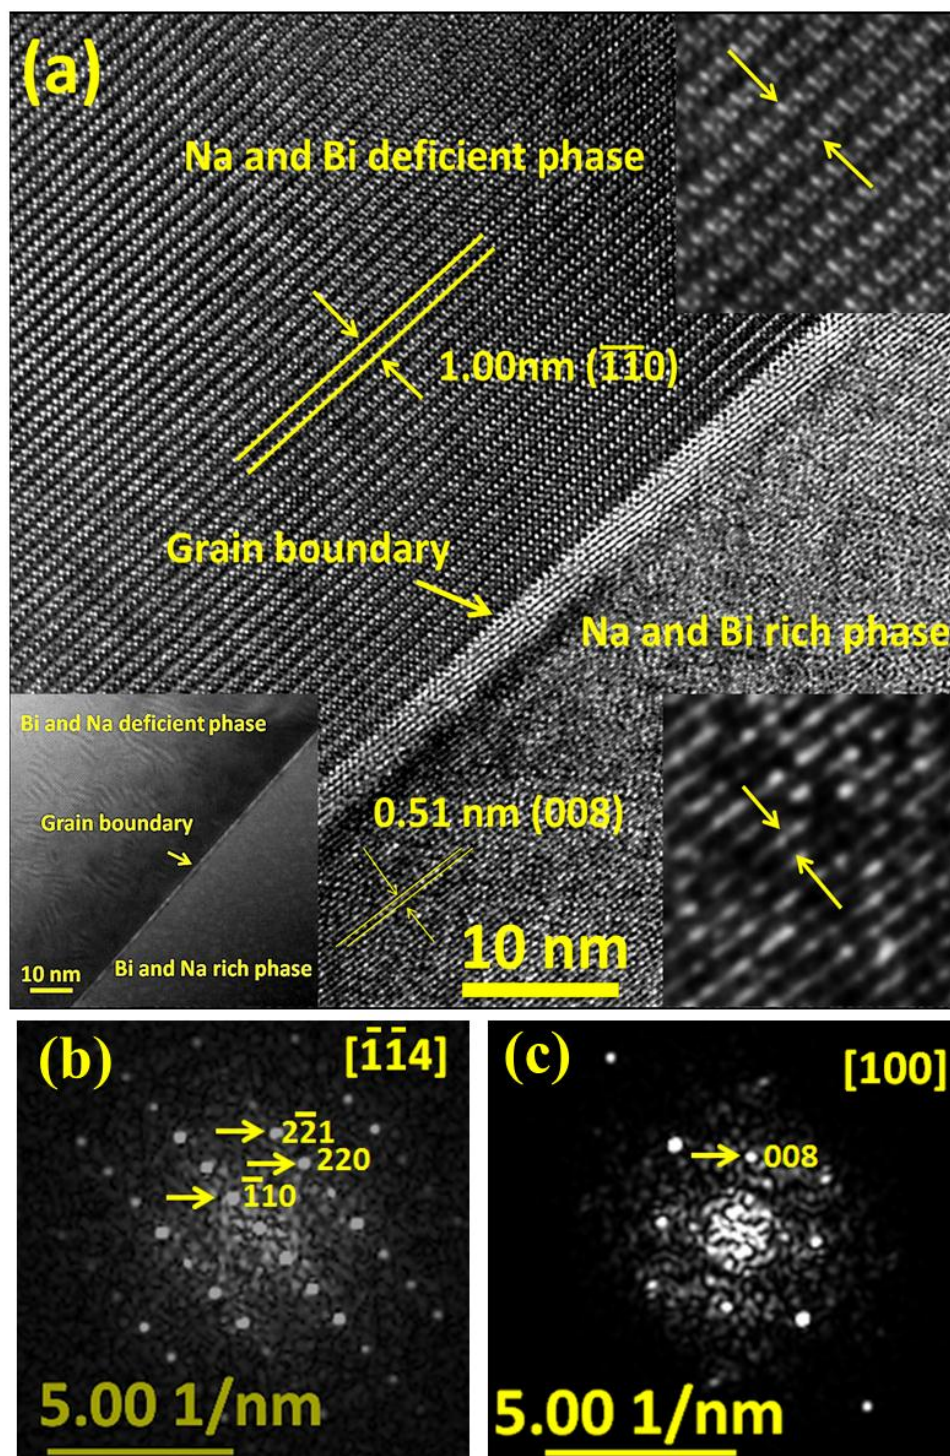 (a)
Na and Bi deficient phase
1.00nm (1̅1̅0)
Grain boundary
Na and Bi rich phase
Bi and Na deficient phase
Grain boundary
10 nm
Bi and Na rich phase
0.51 nm (008)
10 nm
(b)
[1̅1̅4]
22̅1
220
1̅10
5.00 1/nm
(c)
[100]
008
5.00 1/nm